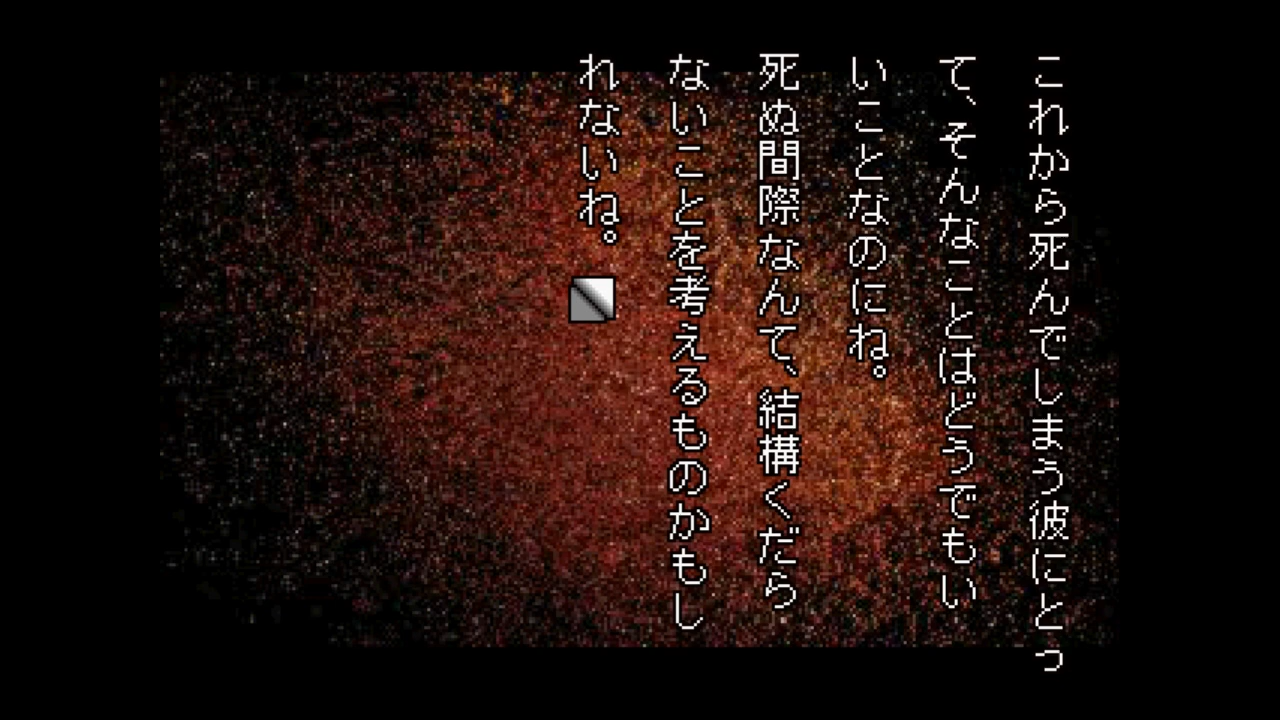 これから死んでしまう彼にとっ
て、そんなことはどうでもい
いことなのにね。
死ぬ間際なんて、結構くだら
ないことを考えるものかもし
れないね。